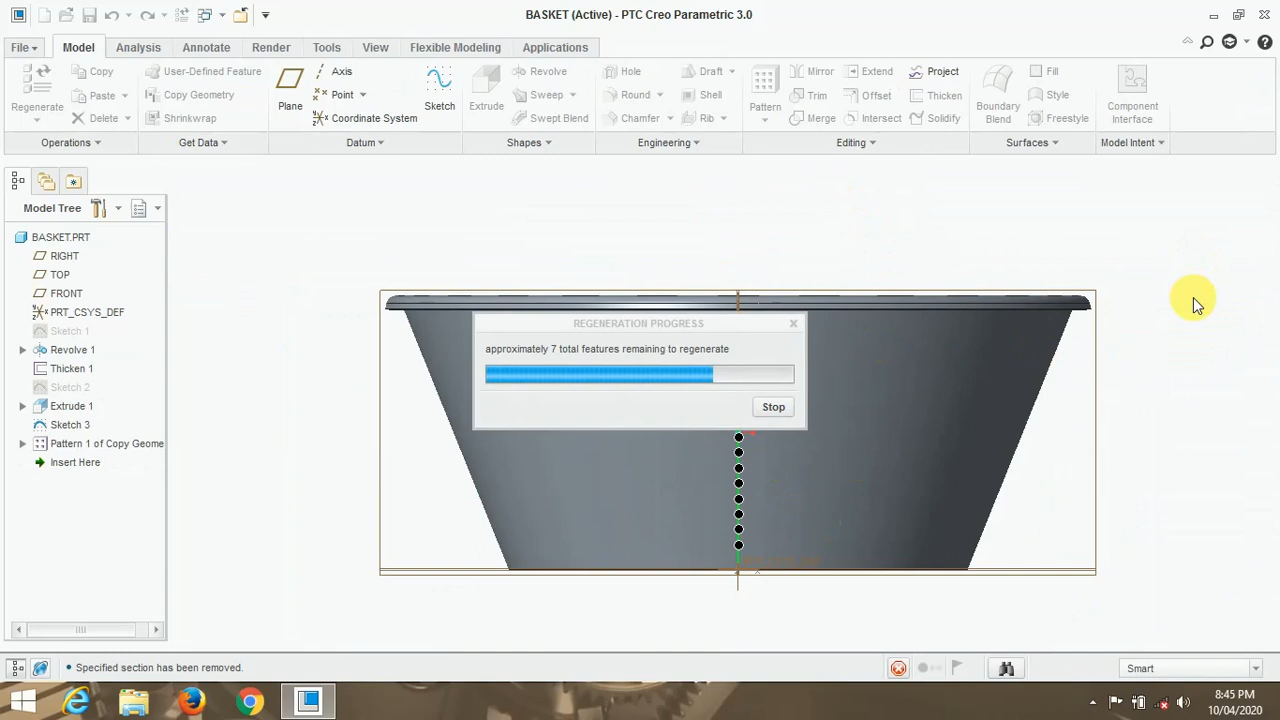 BASKET (Active) - PTC Creo Parametric 3.0
File Model Analysis Annotate Render Tools View Flexible Modeling Applications
Regenerate
Copy
Paste
Delete
User-Defined Feature
Copy Geometry
Shrinkwrap
Plane
Axis
Point
Coordinate System
Sketch
Extrude
Revolve
Sweep
Swept Blend
Hole
Round
Chamfer
Draft
Shell
Rib
Pattern
Mirror
Trim
Merge
Extend
Offset
Intersect
Project
Thicken
Solidify
Boundary
Blend
Fill
Style
Freestyle
Component
Interface
Operations Get Data Datum Shapes Engineering Editing Surfaces Model Intent
Model Tree
BASKET.PRT
RIGHT
TOP
FRONT
PRT_CSYS_DEF
Sketch 1
Revolve 1
Thicken 1
Sketch 2
Extrude 1
Sketch 3
Pattern 1 of Copy Geome
Insert Here
REGENERATION PROGRESS
approximately 7 total features remaining to regenerate
Stop
Specified section has been removed.
Smart
8:45 PM
10/04/2020